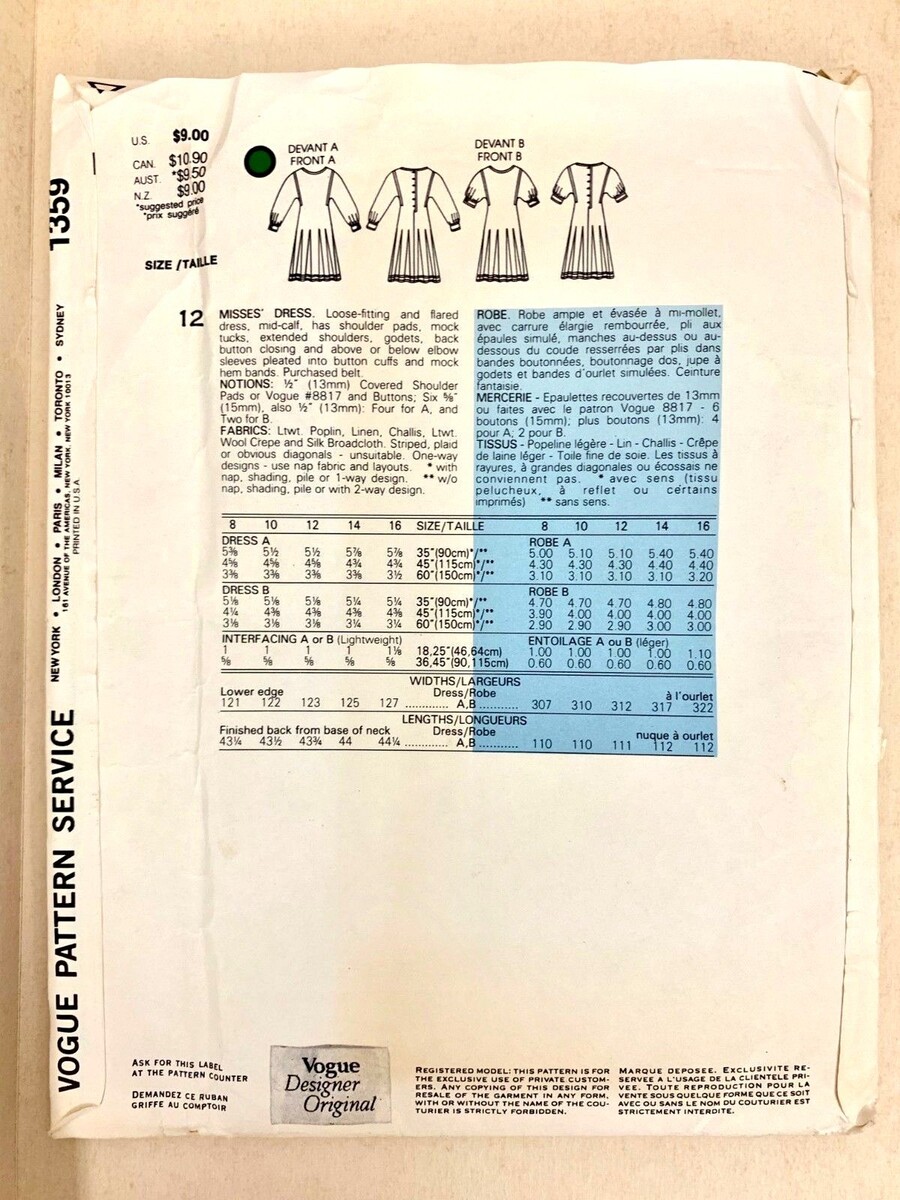 U.S. $9.00
CAN. $10.90
AUST. *$9.50
N.Z. $9.00
*suggested price
*prix suggéré
SIZE/TAILLE
12
DEVANT A
FRONT A
DEVANT B
FRONT B
MISSES' DRESS. Loose-fitting and flared
dress, mid-calf, has shoulder pads, mock
tucks, extended shoulders, godets, back
button closing and above or below elbow
sleeves pleated into button cuffs and mock
hem bands. Purchased belt.
NOTIONS: ½" (13mm) Covered Shoulder
Pads or Vogue #8817 and Buttons; Six ⅝"
(15mm), also ½" (13mm): Four for A, and
Two for B.
FABRICS: Ltwt. Poplin, Linen, Challis, Ltwt.
Wool Crepe and Silk Broadcloth. Striped, plaid
or obvious diagonals - unsuitable. One-way
designs - use nap fabric and layouts. * with
nap, shading, pile or 1-way design. ** w/o
nap, shading, pile or with 2-way design.
ROBE. Robe ample et évasée à mi-mollet,
avec carrure élargie rembourrée, pli aux
épaules simulé, manches au-dessus ou au-
dessous du coude resserrées par plis dans
bandes boutonnées, boutonnage dos, jupe à
godets et bandes d'ourlet simulées. Ceinture
fantaisie.
MERCERIE - Epaulettes recouvertes de 13mm
ou faites avec le patron Vogue 8817 - 6
boutons (15mm); plus boutons (13mm): 4
pour A; 2 pour B.
TISSUS - Popeline légère - Lin - Challis - Crêpe
de laine léger - Toile fine de soie. Les tissus à
rayures, à grandes diagonales ou écossais ne
conviennent pas. * avec sens (tissu
pelucheux, à reflet ou certains
imprimés) ** sans sens.
8 10 12 14 16 SIZE/TAILLE 8 10 12 14 16
DRESS A ROBE A
5⅜ 5½ 5½ 5⅞ 5⅞ 35"(90cm)*/** 5.00 5.10 5.10 5.40 5.40
4⅝ 4⅝ 4⅝ 4¾ 4¾ 45"(115cm)*/** 4.30 4.30 4.30 4.40 4.40
3⅜ 3⅜ 3⅜ 3⅜ 3½ 60"(150cm)*/** 3.10 3.10 3.10 3.10 3.20
DRESS B ROBE B
5⅛ 5⅛ 5⅛ 5¼ 5¼ 35"(90cm)*/** 4.70 4.70 4.70 4.80 4.80
4¼ 4⅜ 4⅜ 4⅜ 4⅜ 45"(115cm)*/** 3.90 4.00 4.00 4.00 4.00
3⅛ 3⅛ 3⅛ 3¼ 3¼ 60"(150cm)*/** 2.90 2.90 2.90 3.00 3.00
INTERFACING A or B (Lightweight) ENTOILAGE A ou B (léger)
1 1 1 1 1⅛ 18,25"(46,64cm) 1.00 1.00 1.00 1.00 1.10
⅝ ⅝ ⅝ ⅝ ⅝ 36,45"(90,115cm) 0.60 0.60 0.60 0.60 0.60
WIDTHS/LARGEURS
Lower edge Dress/Robe à l'ourlet
121 122 123 125 127 ............. A,B ........... 307 310 312 317 322
LENGTHS/LONGUEURS
Finished back from base of neck Dress/Robe nuque à ourlet
43¼ 43½ 43¾ 44 44¼ ............. A,B ........... 110 110 111 112 112
ASK FOR THIS LABEL
AT THE PATTERN COUNTER
DEMANDEZ CE RUBAN
GRIFFE AU COMPTOIR
Vogue
Designer
Original
REGISTERED MODEL: THIS PATTERN IS FOR
THE EXCLUSIVE USE OF PRIVATE CUSTOM-
ERS. ANY COPYING OF THIS DESIGN FOR
RESALE OF THE GARMENT IN ANY FORM,
WITH OR WITHOUT THE NAME OF THE COU-
TURIER IS STRICTLY FORBIDDEN.
MARQUE DEPOSEE. EXCLUSIVITE RE-
SERVEE A L'USAGE DE LA CLIENTELE PRI-
VEE. TOUTE REPRODUCTION POUR LA
VENTE SOUS QUELQUE FORME QUE CE SOIT
AVEC OU SANS LE NOM DU COUTURIER EST
STRICTEMENT INTERDITE.
VOGUE PATTERN SERVICE NEW YORK • LONDON • PARIS • MILAN • TORONTO • SYDNEY 1359
161 AVENUE OF THE AMERICAS, NEW YORK, NEW YORK 10013
PRINTED IN U.S.A.